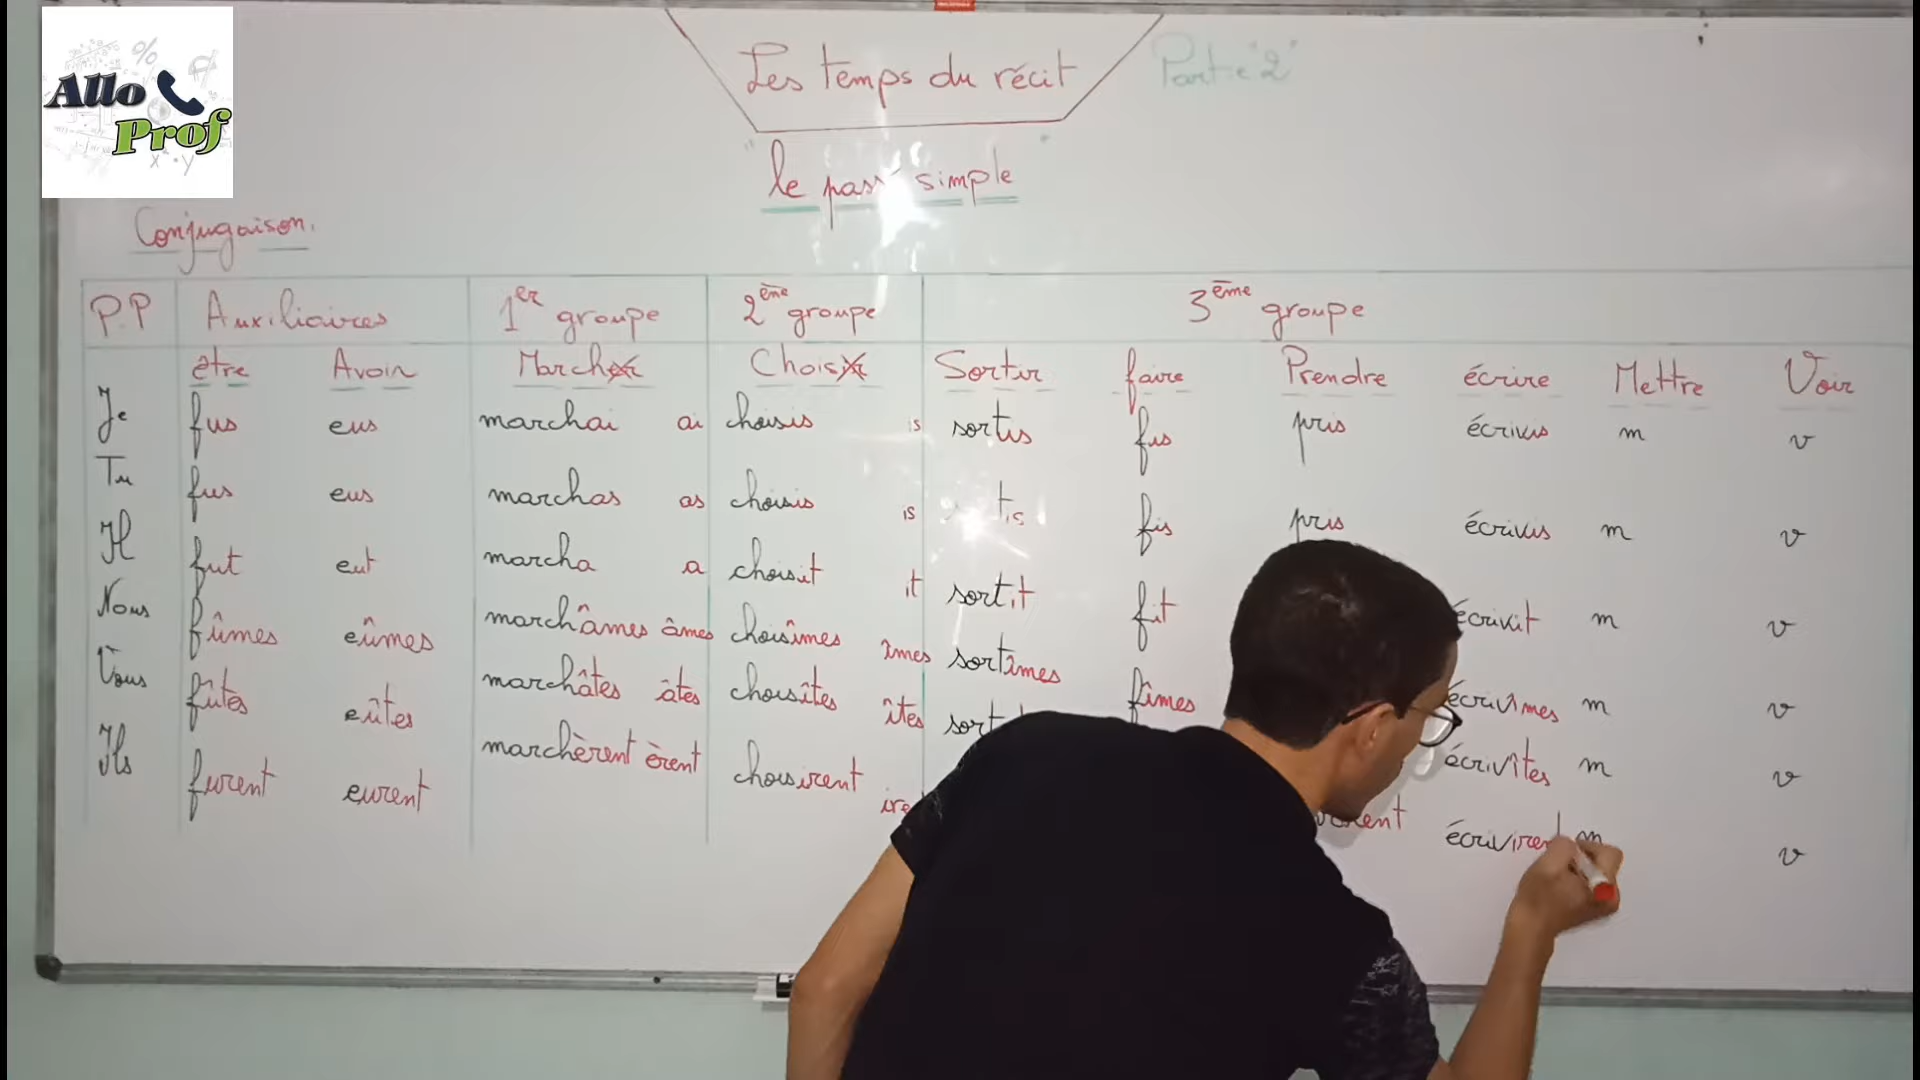 Allo
Prof
Les temps du récit
Partie "2"
le passé simple
Conjugaison.
P.P Auxiliaires 1er groupe 2ème groupe 3ème groupe
être Avoir Marcher Choisir Sortir faire Prendre écrire Mettre Voir
Je fus eus marchai ai choisis is sortis fis pris écrivis m v
Tu fus eus marchas as choisis is tis fis pris écrivis m v
Il fut eut marcha a choisit it sortit fit écrivit m v
Nous fûmes eûmes marchâmes âmes choisîmes îmes sortîmes fîmes écrivîmes m v
Vous fûtes eûtes marchâtes âtes choisîtes îtes sort écrivîtes m v
Ils furent eurent marchèrent èrent choisirent ire écriviren m v